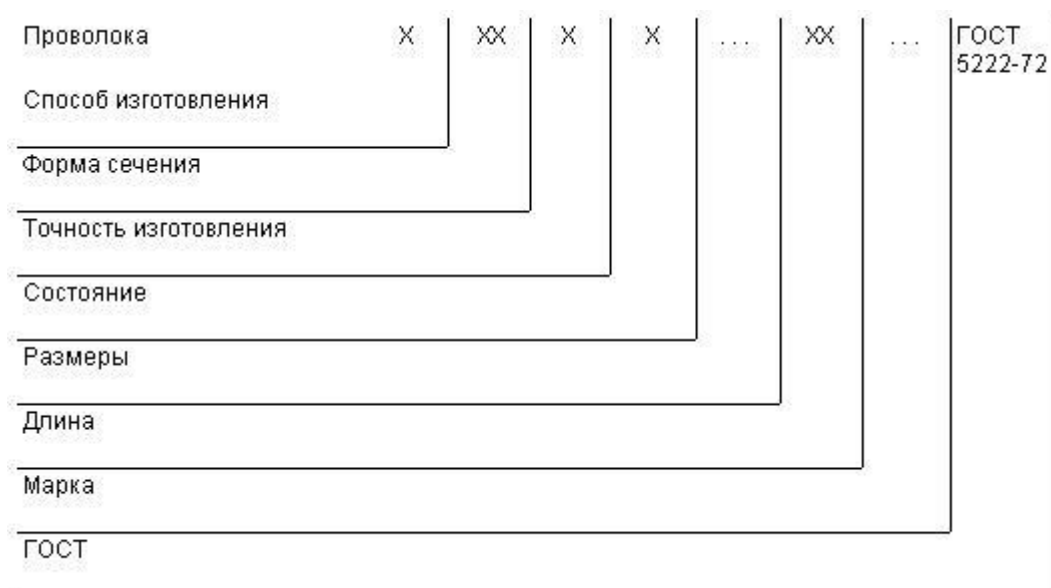 Проволока X XX X X ... XX ... ГОСТ
5222-72
Способ изготовления
Форма сечения
Точность изготовления
Состояние
Размеры
Длина
Марка
ГОСТ